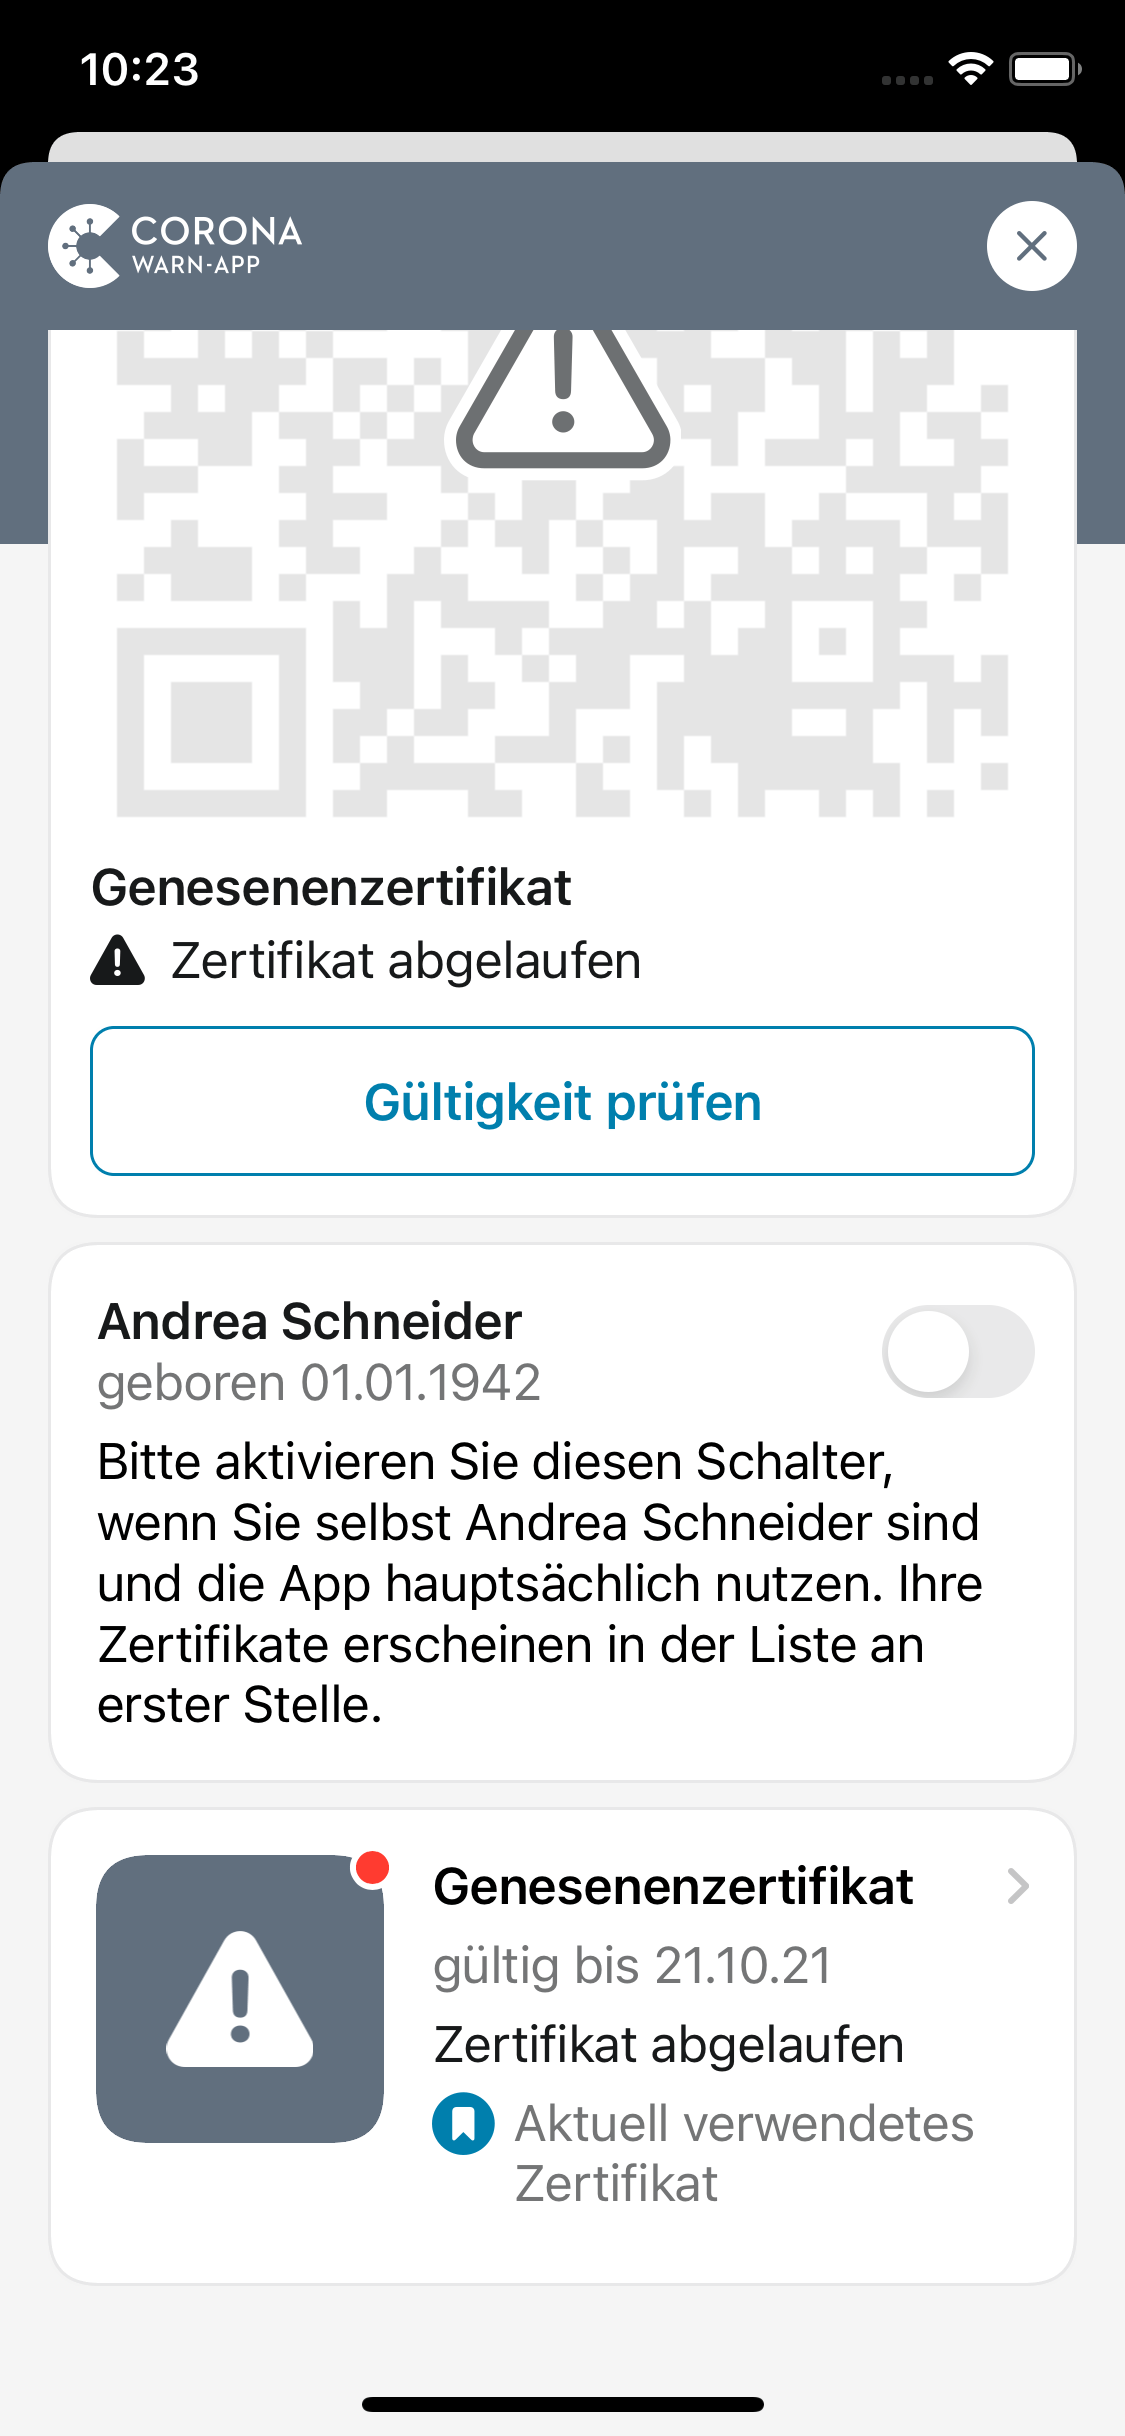 10:23
CORONA
WARN-APP
Genesenenzertifikat
Zertifikat abgelaufen
Gültigkeit prüfen
Andrea Schneider
geboren 01.01.1942
Bitte aktivieren Sie diesen Schalter,
wenn Sie selbst Andrea Schneider sind
und die App hauptsächlich nutzen. Ihre
Zertifikate erscheinen in der Liste an
erster Stelle.
Genesenenzertifikat
gültig bis 21.10.21
Zertifikat abgelaufen
Aktuell verwendetes
Zertifikat